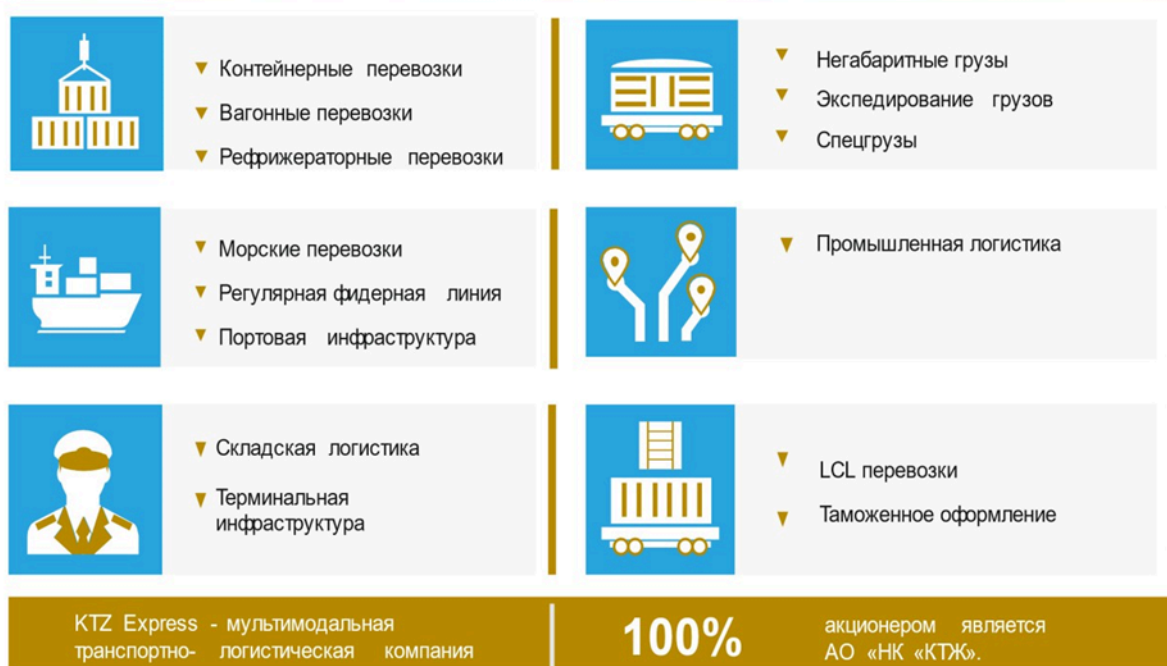 Контейнерные перевозки
Вагонные перевозки
Рефрижераторные перевозки
Негабаритные грузы
Экспедирование грузов
Спецгрузы
Морские перевозки
Регулярная фидерная линия
Портовая инфраструктура
Промышленная логистика
Складская логистика
Терминальная
инфраструктура
LCL перевозки
Таможенное оформление
KTZ Express - мультимодальная
транспортно- логистическая компания
100%
акционером является
АО «НК «КТЖ».